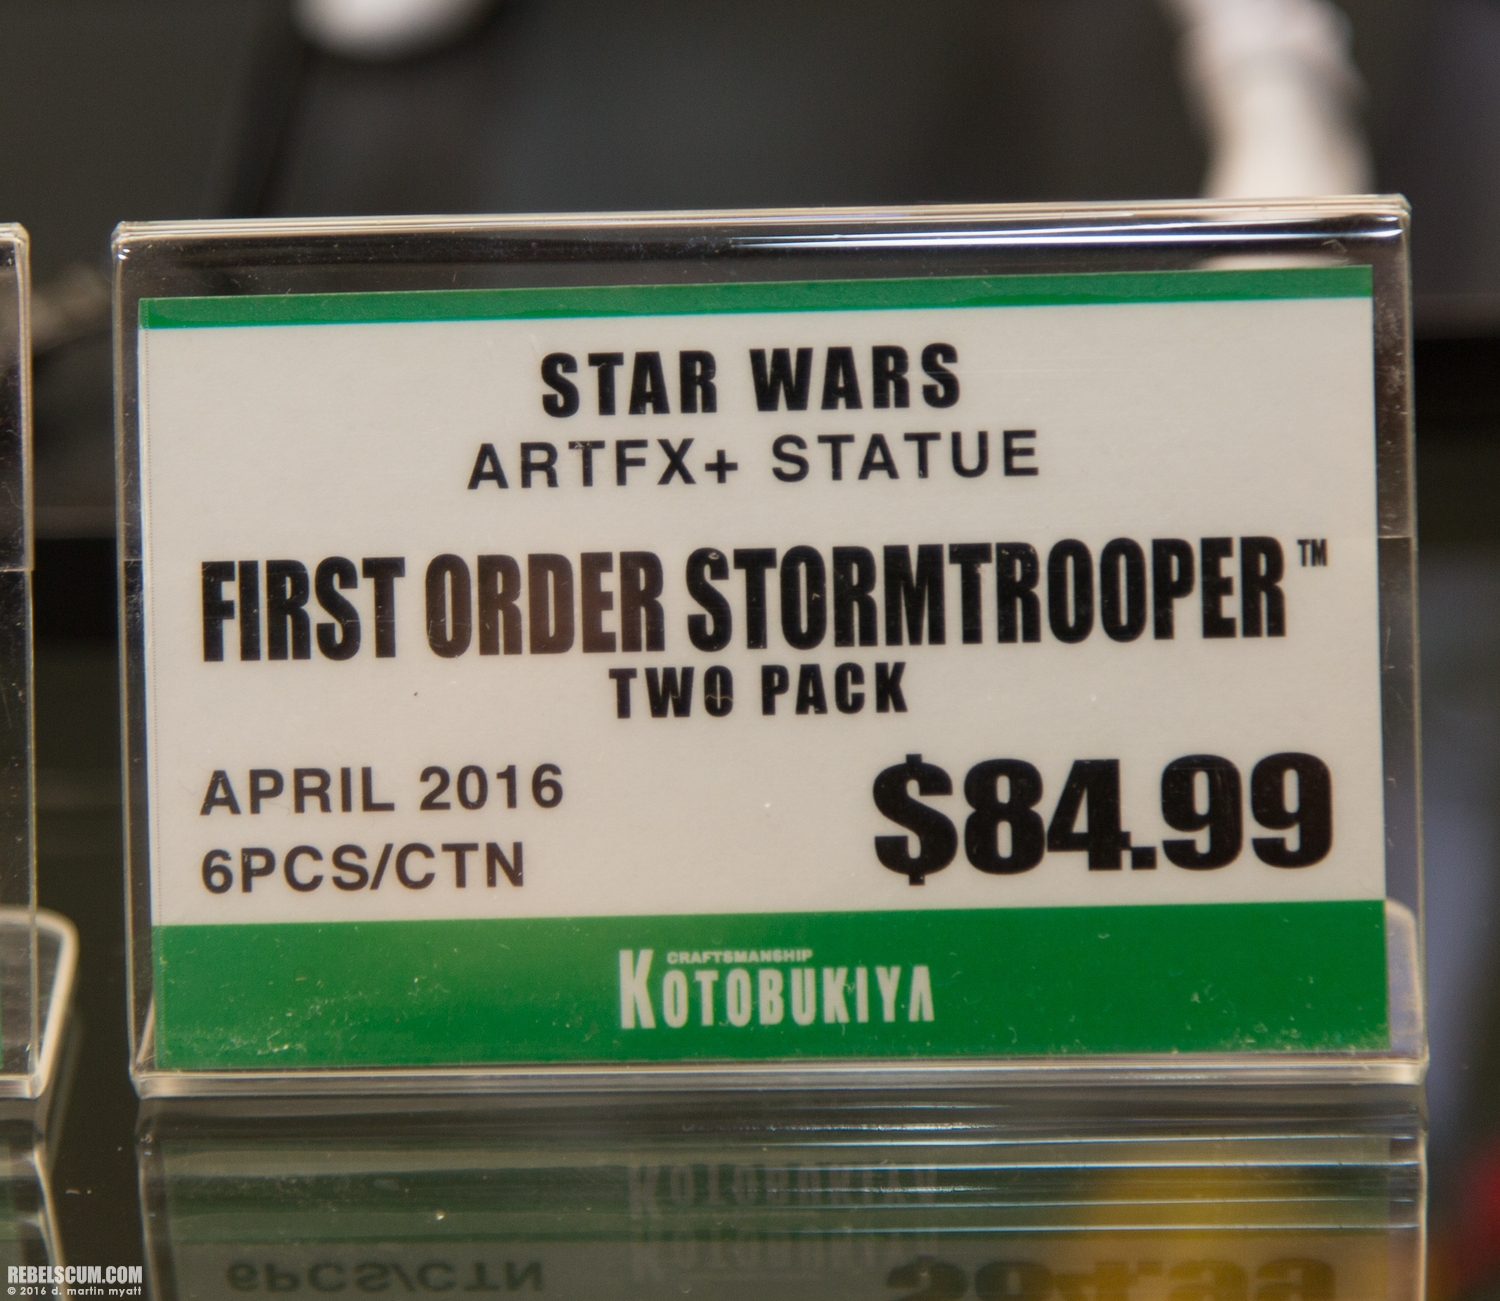 STAR WARS
ARTFX+ STATUE
FIRST ORDER STORMTROOPER™
TWO PACK
APRIL 2016
6PCS/CTN
$84.99
CRAFTSMANSHIP
KOTOBUKIYA
REBELSCUM.COM
© 2016 d. martin myatt